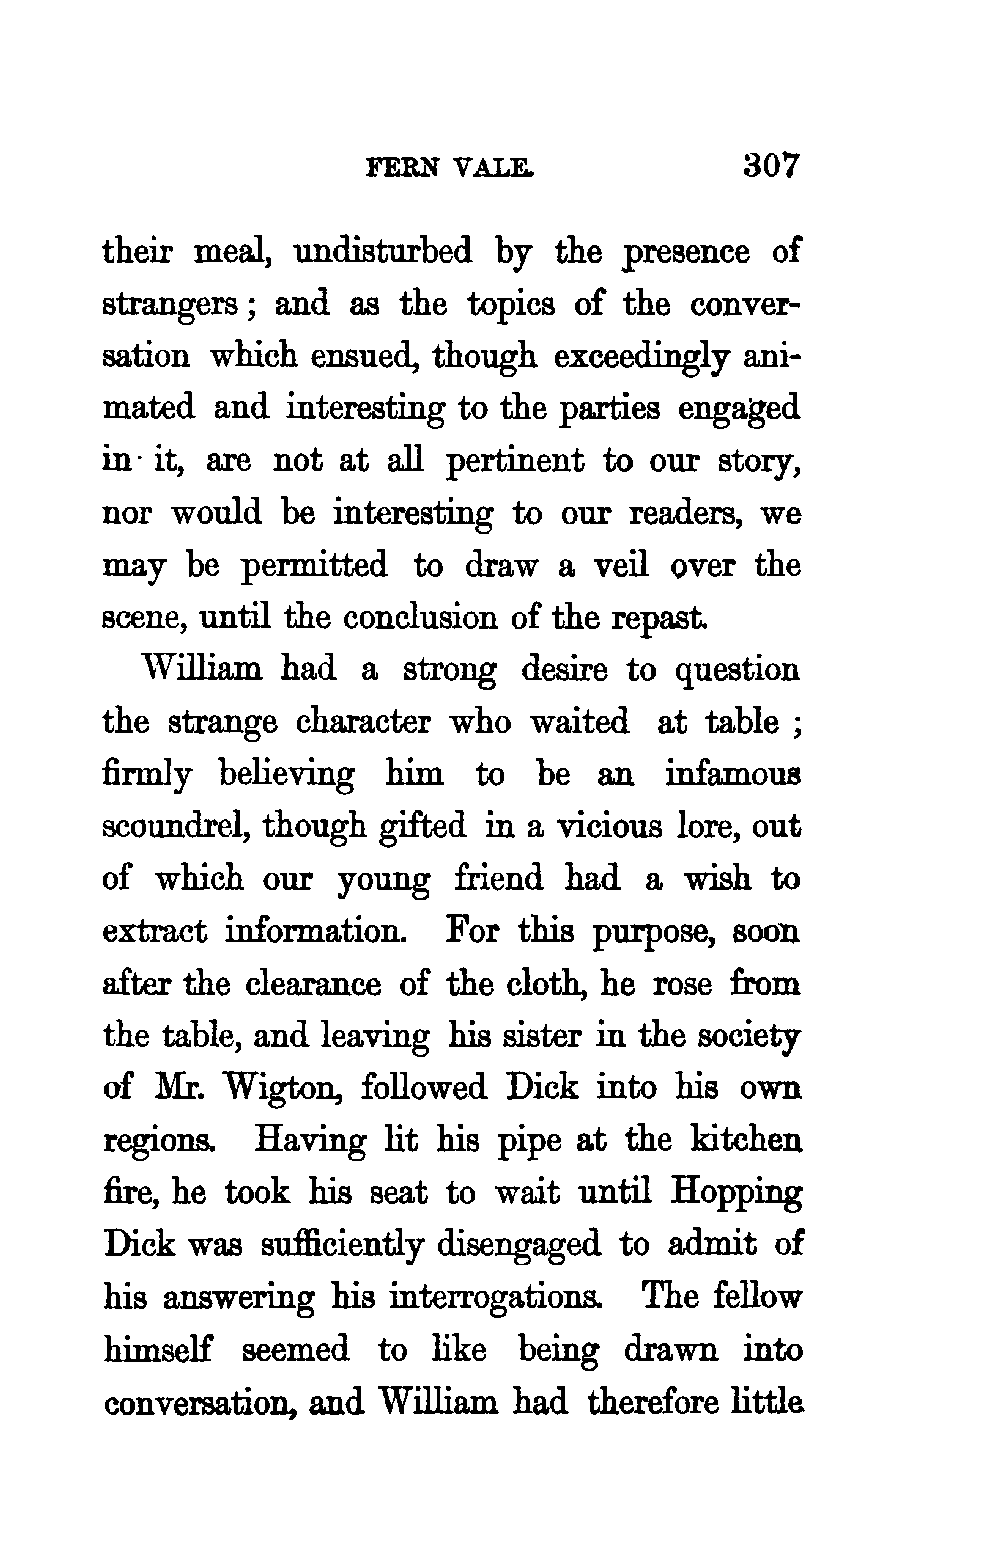 FERN VALE. 307
their meal, undisturbed by the presence of
strangers; and as the topics of the conver-
sation which ensued, though exceedingly ani-
mated and interesting to the parties engaged
in it, are not at all pertinent to our story,
nor would be interesting to our readers, we
may be permitted to draw a veil over the
scene, until the conclusion of the repast.
William had a strong desire to question
the strange character who waited at table ;
firmly believing him to be an infamous
scoundrel, though gifted in a vicious lore, out
of which our young friend had a wish to
extract information. For this purpose, soon
after the clearance of the cloth, he rose from
the table, and leaving his sister in the society
of Mr. Wigton, followed Dick into his own
regions. Having lit his pipe at the kitchen
fire, he took his seat to wait until Hopping
Dick was sufficiently disengaged to admit of
his answering his interrogations. The fellow
himself seemed to like being drawn into
conversation, and William had therefore little